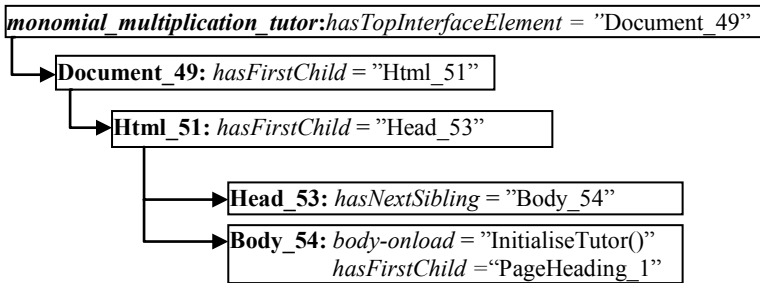 monomial_multiplication_tutor:hasTopInterfaceElement = ”Document_49”
Document_49: hasFirstChild = ”Html_51”
Html_51: hasFirstChild = ”Head_53”
Head_53: hasNextSibling = ”Body_54”
Body_54: body-onload = ”InitialiseTutor()”
hasFirstChild =“PageHeading_1”